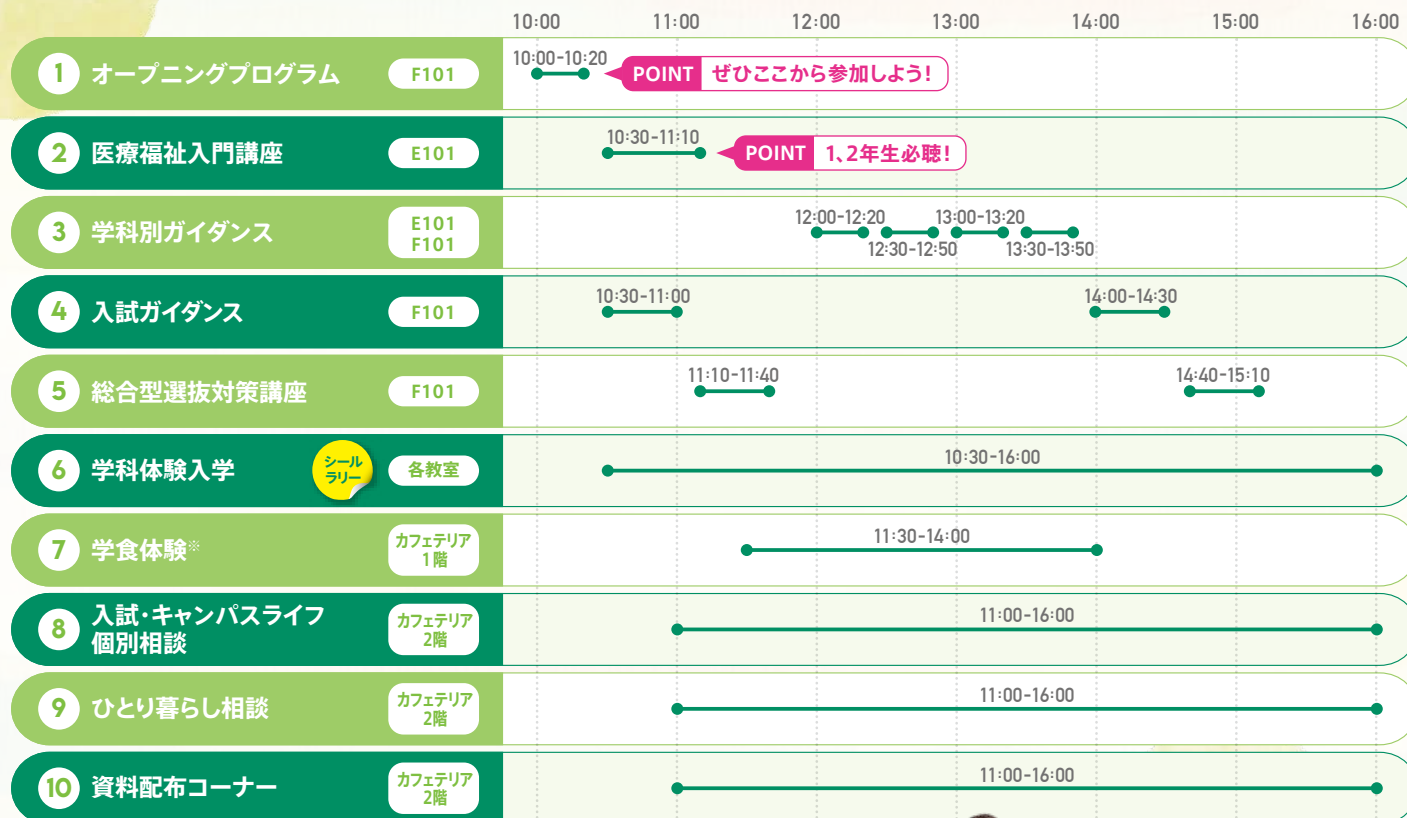 10:00 11:00 12:00 13:00 14:00 15:00 16:00
1 オープニングプログラム F101 10:00-10:20 POINT ぜひここから参加しよう!
2 医療福祉入門講座 E101 10:30-11:10 POINT 1、2年生必聴!
3 学科別ガイダンス E101 12:00-12:20 13:00-13:20
F101 12:30-12:50 13:30-13:50
4 入試ガイダンス F101 10:30-11:00 14:00-14:30
5 総合型選抜対策講座 F101 11:10-11:40 14:40-15:10
6 学科体験入学 シール 各教室 10:30-16:00
ラリー
7 学食体験※ カフェテリア 11:30-14:00
1階
8 入試・キャンパスライフ カフェテリア 11:00-16:00
個別相談 2階
9 ひとり暮らし相談 カフェテリア 11:00-16:00
2階
10 資料配布コーナー カフェテリア 11:00-16:00
2階